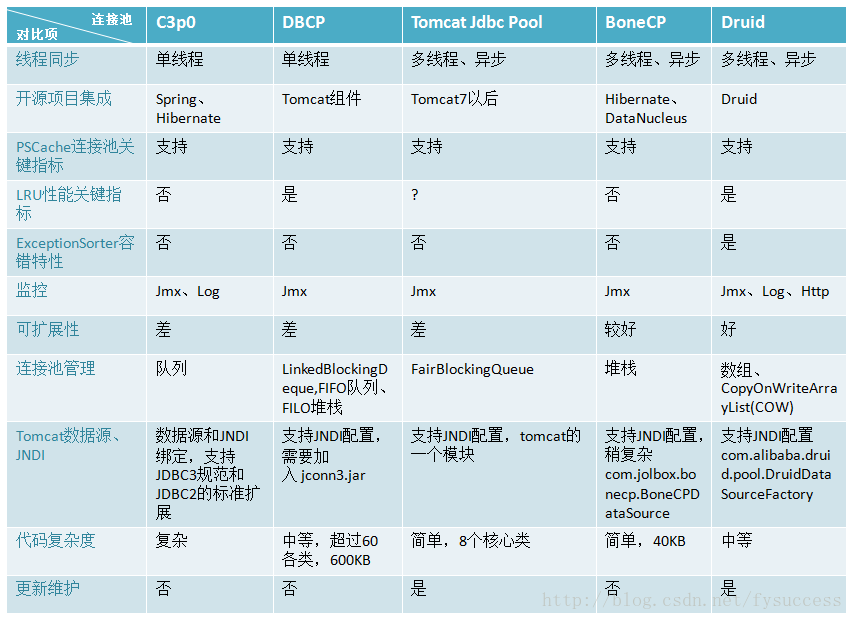 连接池
对比项
C3p0
DBCP
Tomcat Jdbc Pool
BoneCP
Druid
线程同步
单线程
单线程
多线程、异步
多线程、异步
多线程、异步
开源项目集成
Spring、
Hibernate
Tomcat组件
Tomcat7以后
Hibernate、
DataNucleus
Druid
PSCache连接池关
键指标
支持
支持
支持
支持
支持
LRU性能关键指
标
否
是
?
否
是
ExceptionSorter容
错特性
否
否
否
否
是
监控
Jmx、Log
Jmx
Jmx
Jmx
Jmx、Log、Http
可扩展性
差
差
差
较好
好
连接池管理
队列
LinkedBlockingD
eque,FIFO队列、
FILO堆栈
FairBlockingQueue
堆栈
数组、
CopyOnWriteArra
yList(COW)
Tomcat数据源、
JNDI
数据源和JNDI
绑定，支持
JDBC3规范和
JDBC2的标准扩
展
支持JNDI配置，
需要加
入 jconn3.jar
支持JNDI配置，tomcat的
一个模块
支持JNDI配置，
稍复杂
com.jolbox.bo
necp.BoneCPD
ataSource
支持JNDI配置
com.alibaba.drui
d.pool.DruidData
SourceFactory
代码复杂度
复杂
中等，超过60
各类，600KB
简单，8个核心类
简单，40KB
中等
更新维护
否
否
是
否
是
http://blog.csdn.net/fysuccess